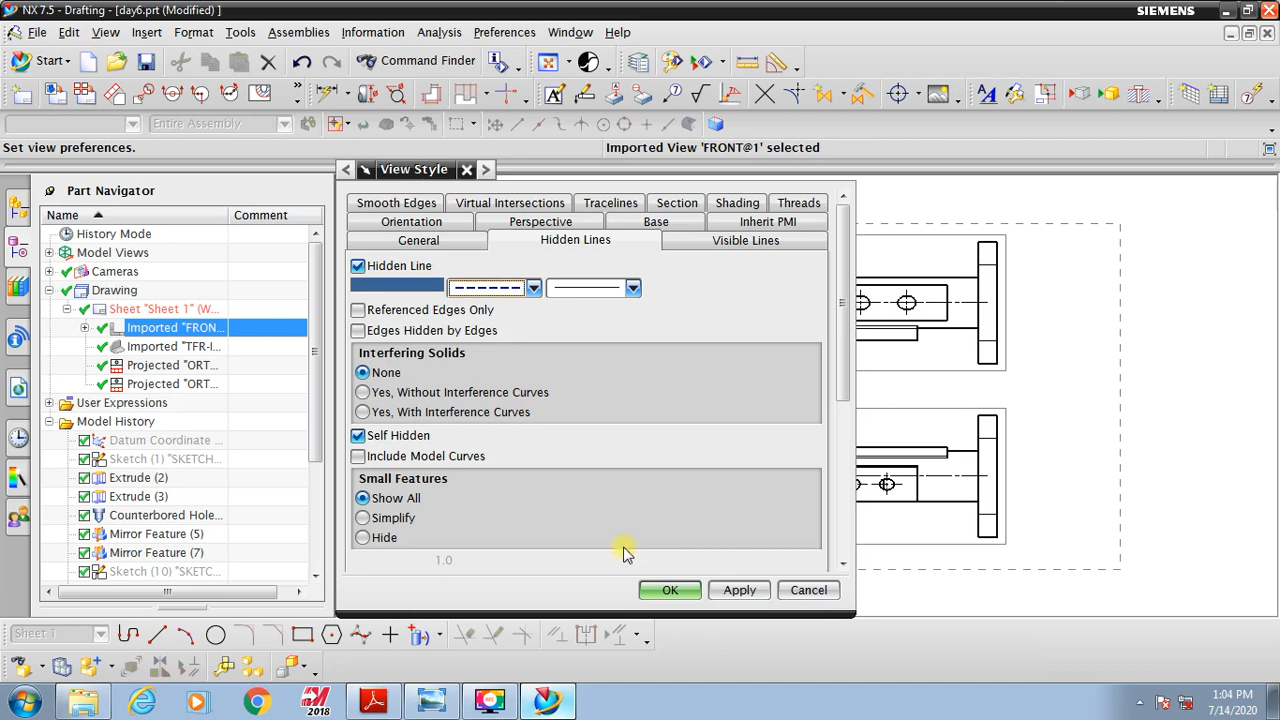 NX 7.5 - Drafting - [day6.prt (Modified) ]
SIEMENS
File Edit View Insert Format Tools Assemblies Information Analysis Preferences Window Help
Start
Command Finder
Entire Assembly
Set view preferences.
Imported View 'FRONT@1' selected
Part Navigator
Name
Comment
History Mode
Model Views
Cameras
Drawing
Sheet "Sheet 1" (W...
Imported "FRON...
Imported "TFR-I...
Projected "ORT...
Projected "ORT...
User Expressions
Model History
Datum Coordinate ...
Sketch (1) "SKETCH...
Extrude (2)
Extrude (3)
Counterbored Hole...
Mirror Feature (5)
Mirror Feature (7)
Sketch (10) "SKETC...
View Style
Smooth Edges Virtual Intersections Tracelines Section Shading Threads
Orientation Perspective Base Inherit PMI
General Hidden Lines Visible Lines
Hidden Line
Referenced Edges Only
Edges Hidden by Edges
Interfering Solids
None
Yes, Without Interference Curves
Yes, With Interference Curves
Self Hidden
Include Model Curves
Small Features
Show All
Simplify
Hide
1.0
OK Apply Cancel
Sheet 1
2018
REC
1:04 PM
7/14/2020